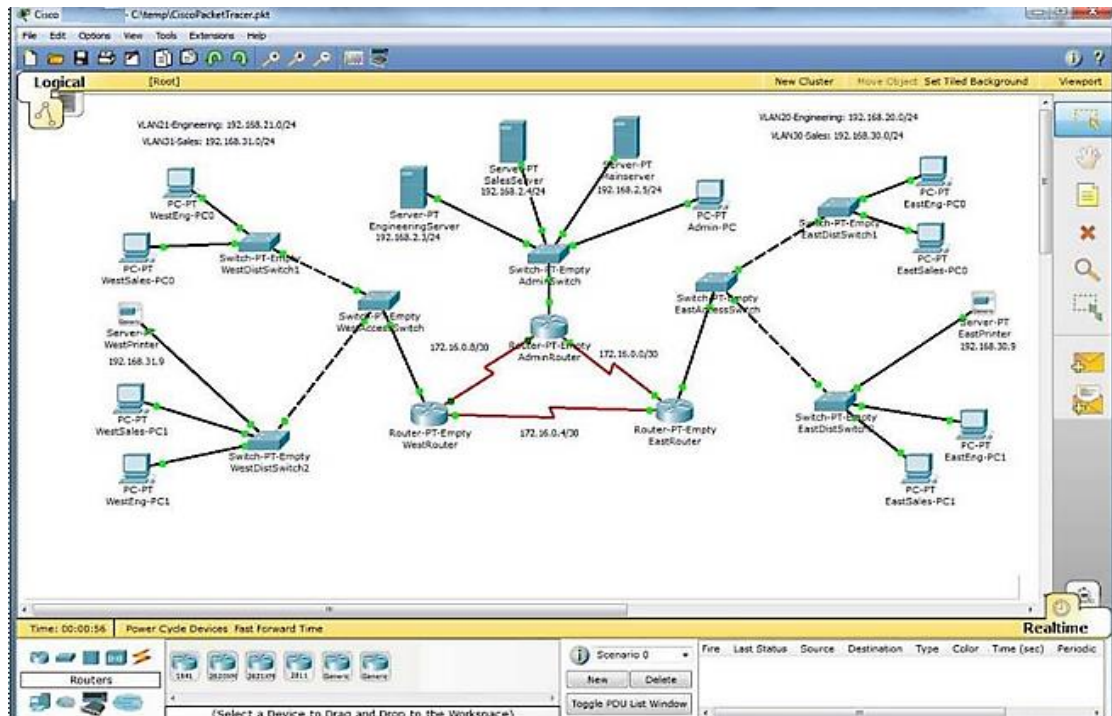 Cisco - C:\temp\CiscoPacketTracer.pkt
File Edit Options View Tools Extensions Help
Logical [Root] New Cluster Move Object Set Tiled Background Viewport
VLAN21-Engineering: 192.168.21.0/24
VLAN31-Sales: 192.168.31.0/24
VLAN20-Engineering: 192.168.20.0/24
VLAN30-Sales: 192.168.30.0/24
PC-PT
WestEng-PC0
PC-PT
WestSales-PC0
Switch-PT-Empty
WestDistSwitch1
Server-PT
EngineeringServer
192.168.2.3/24
Server-PT
SalesServer
192.168.2.4/24
Server-PT
Mainserver
192.168.2.5/24
PC-PT
Admin-PC
Switch-PT-Empty
AdminSwitch
PC-PT
EastEng-PC0
Switch-PT-Empty
EastDistSwitch1
PC-PT
EastSales-PC0
Switch-PT-Empty
WestAccessSwitch
Switch-PT-Empty
EastAccessSwitch
WestPrinter
192.168.31.9
Server-PT
EastPrinter
192.168.30.9
172.16.0.8/30
Router-PT-Empty
AdminRouter
172.16.0.0/30
PC-PT
WestSales-PC1
Switch-PT-Empty
WestDistSwitch2
PC-PT
WestEng-PC1
Router-PT-Empty
WestRouter
172.16.0.4/30
Router-PT-Empty
EastRouter
Switch-PT-Empty
PC-PT
EastEng-PC1
PC-PT
EastSales-PC1
Time: 00:00:56 Power Cycle Devices Fast Forward Time Realtime
Routers
1841 2620XM 2621XM 2811 Generic Generic
(Select a Device to Drag and Drop to the Workspace)
Scenario 0
New Delete
Toggle PDU List Window
Fire Last Status Source Destination Type Color Time (sec) Periodic